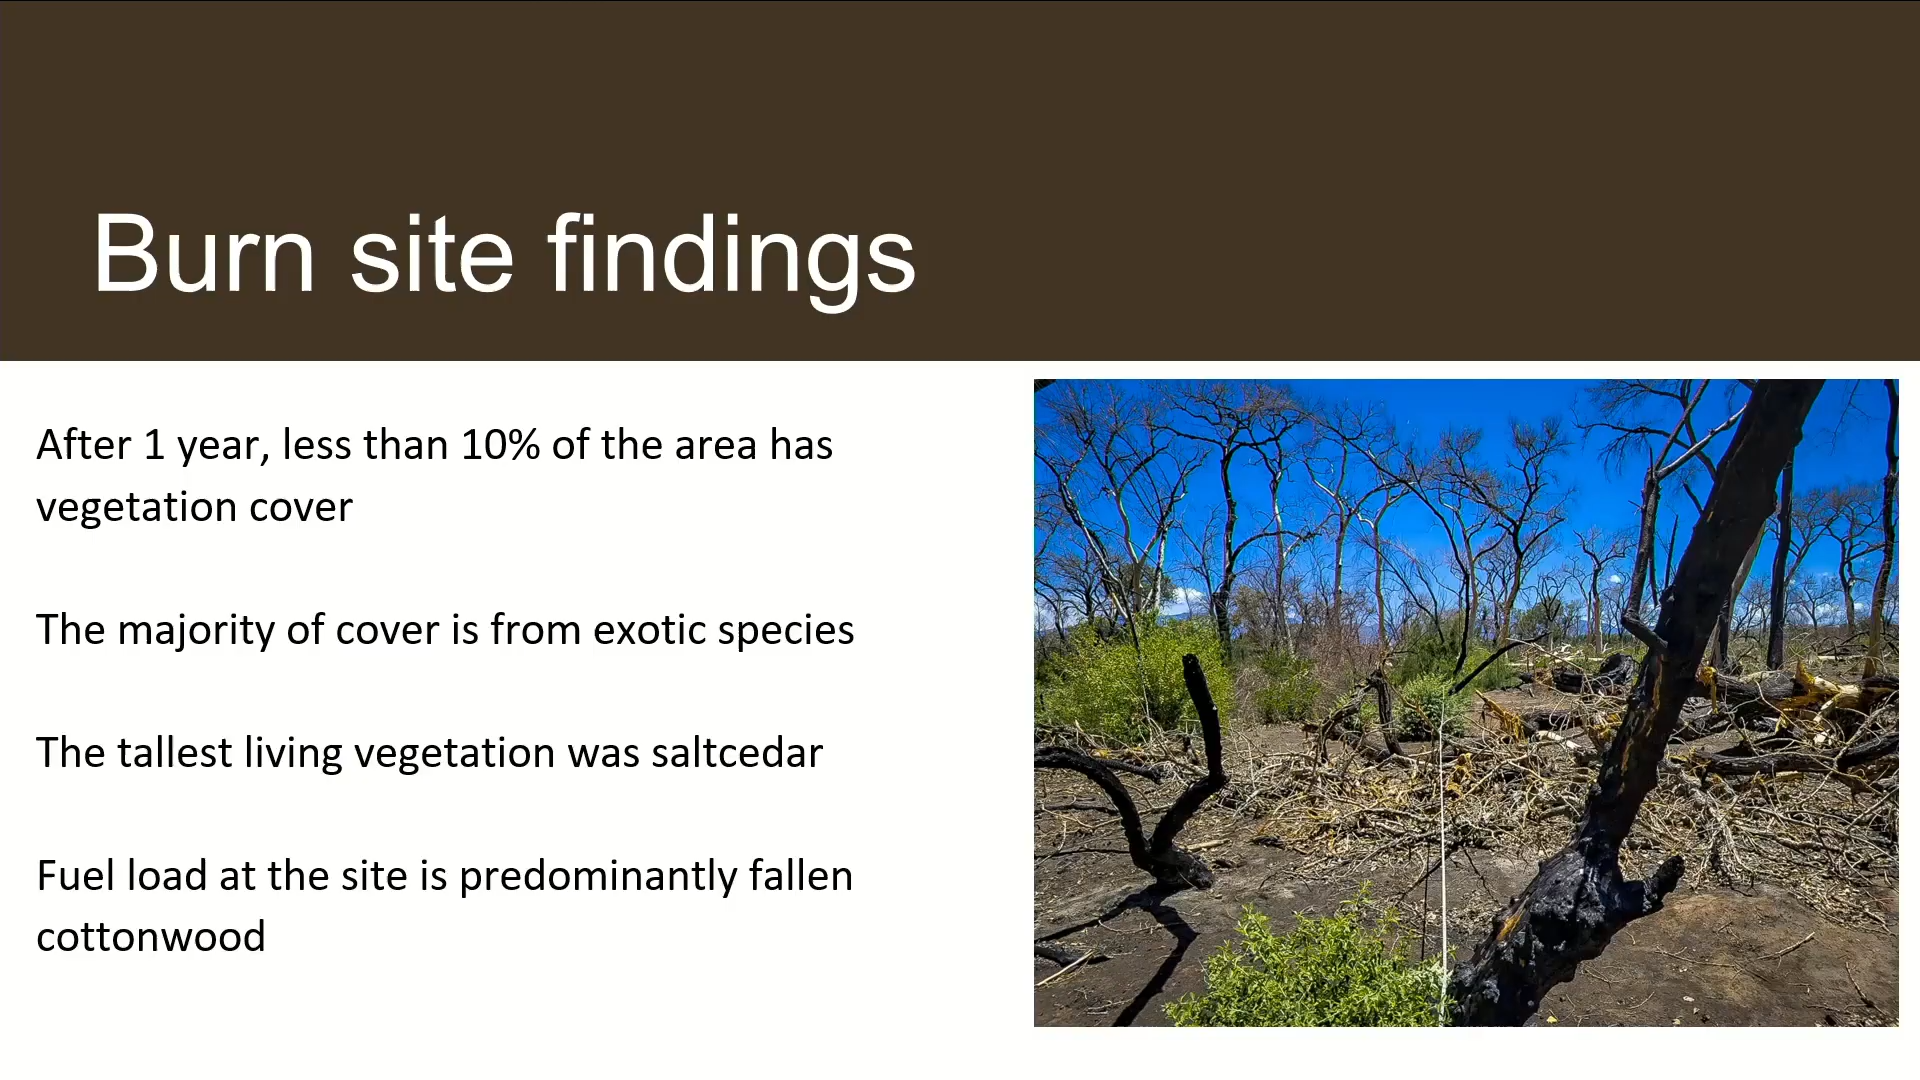 Burn site findings
After 1 year, less than 10% of the area has
vegetation cover
The majority of cover is from exotic species
The tallest living vegetation was saltcedar
Fuel load at the site is predominantly fallen
cottonwood